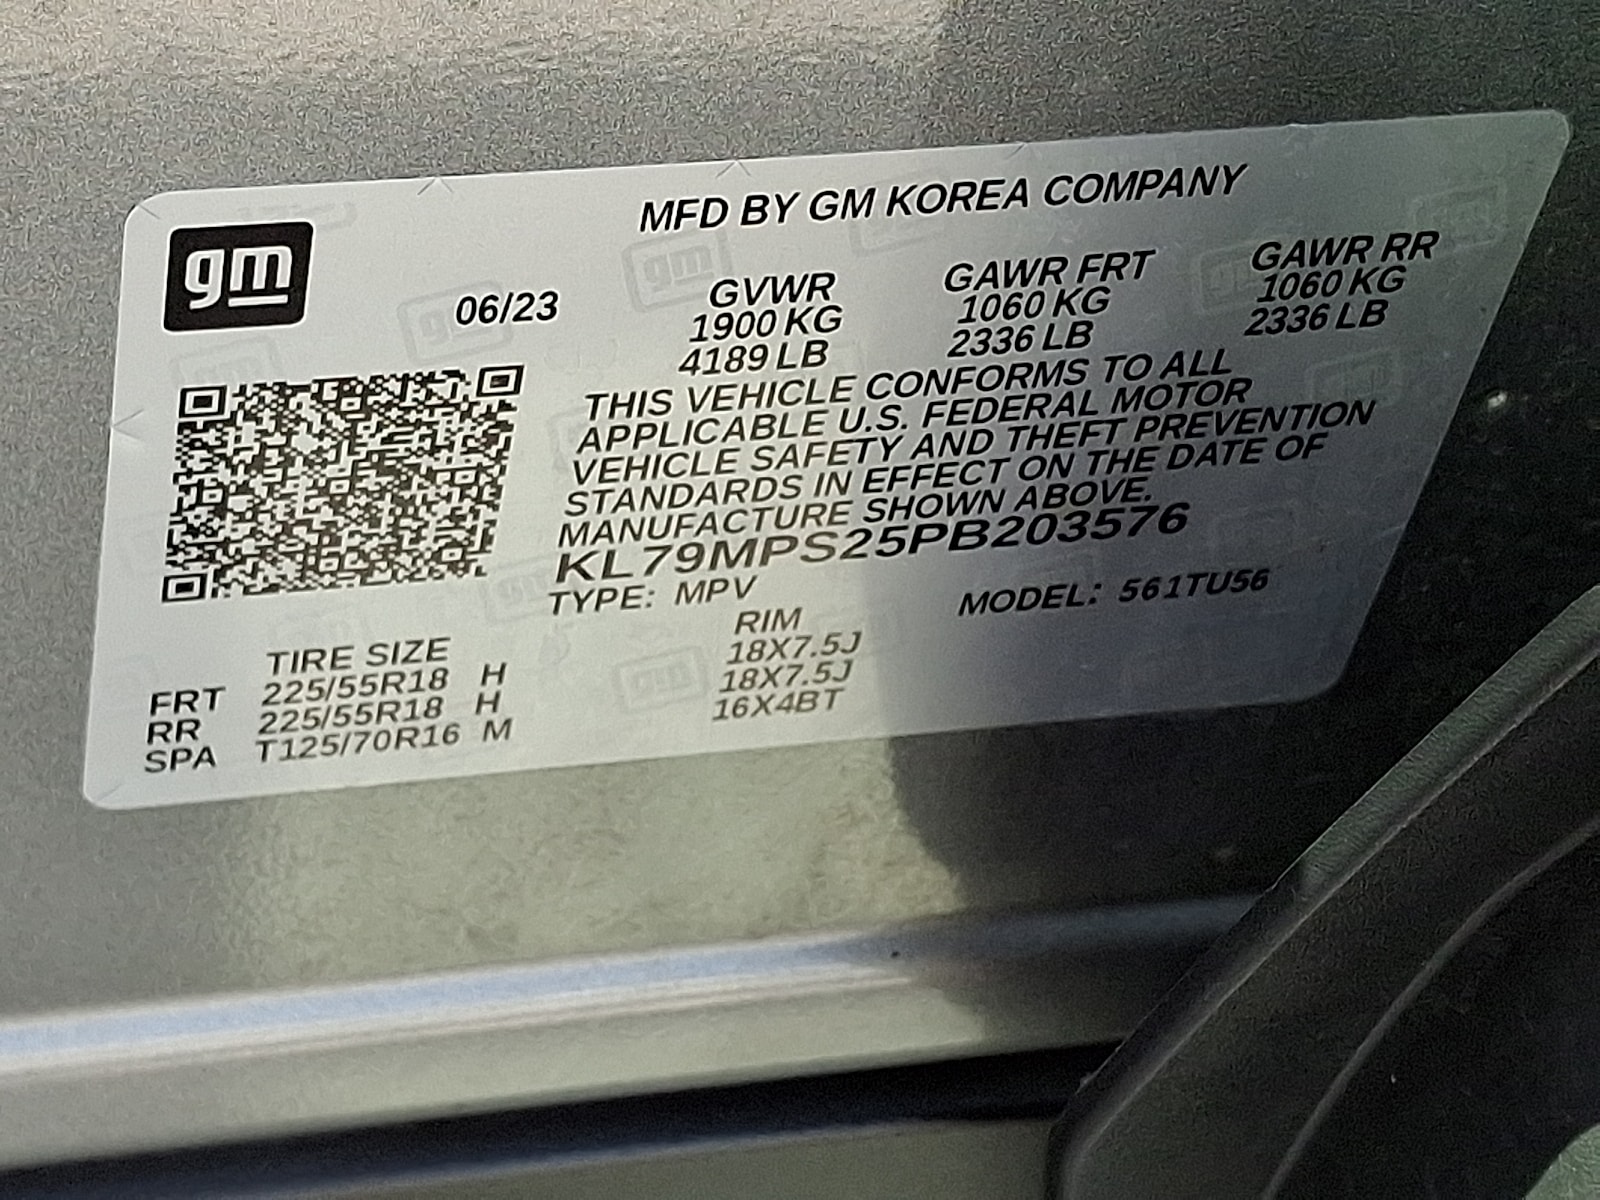 gm
MFD BY GM KOREA COMPANY
06/23 GVWR GAWR FRT GAWR RR
1900 KG 1060 KG 1060 KG
4189 LB 2336 LB 2336 LB
THIS VEHICLE CONFORMS TO ALL
APPLICABLE U.S. FEDERAL MOTOR
VEHICLE SAFETY AND THEFT PREVENTION
STANDARDS IN EFFECT ON THE DATE OF
MANUFACTURE SHOWN ABOVE.
KL79MPS25PB203576
TYPE: MPV MODEL: 561TU56
TIRE SIZE RIM
FRT 225/55R18 H 18X7.5J
RR 225/55R18 H 18X7.5J
SPA T125/70R16 M 16X4BT